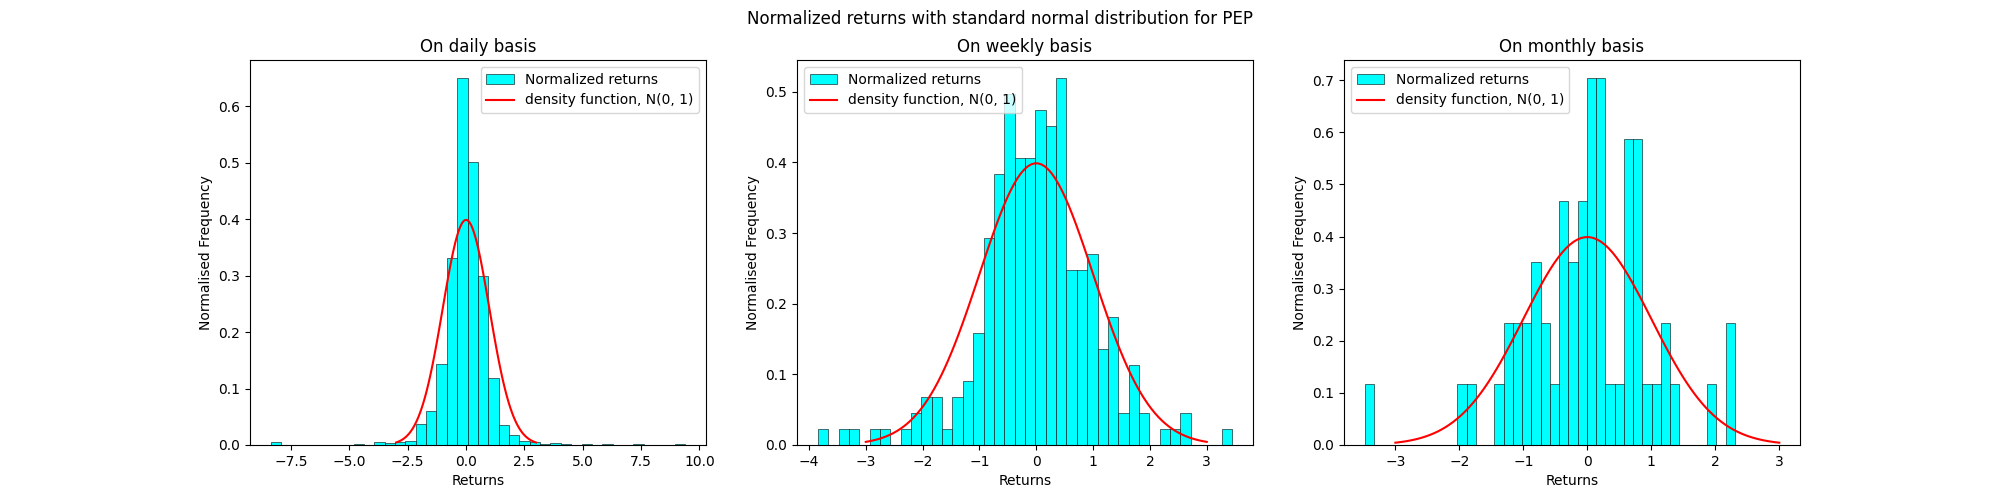 Normalized returns with standard normal distribution for PEP
On daily basis
Normalized returns
density function, N(0, 1)
Normalised Frequency
0.6
0.5
0.4
0.3
0.2
0.1
0.0
−7.5 −5.0 −2.5 0.0 2.5 5.0 7.5 10.0
Returns
On weekly basis
Normalized returns
density function, N(0, 1)
Normalised Frequency
0.5
0.4
0.3
0.2
0.1
0.0
−4 −3 −2 −1 0 1 2 3
Returns
On monthly basis
Normalized returns
density function, N(0, 1)
Normalised Frequency
0.7
0.6
0.5
0.4
0.3
0.2
0.1
0.0
−3 −2 −1 0 1 2 3
Returns